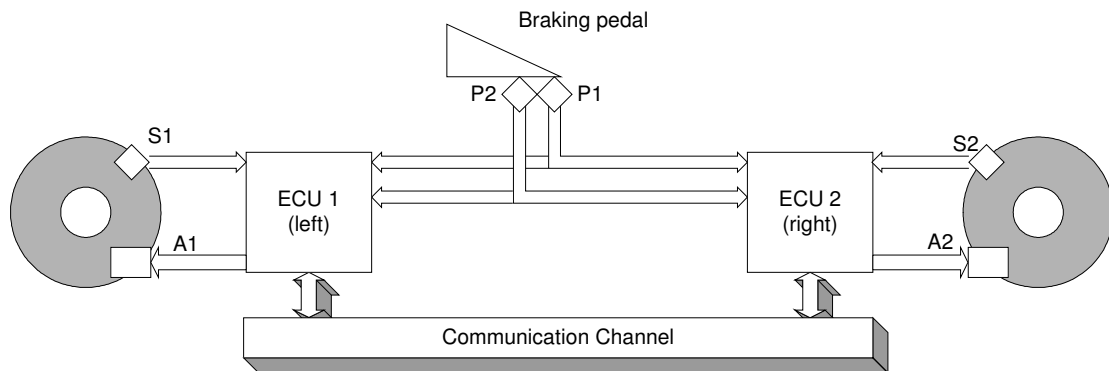 Braking pedal
P2
P1
S1
S2
ECU 1
(left)
ECU 2
(right)
A1
A2
Communication Channel